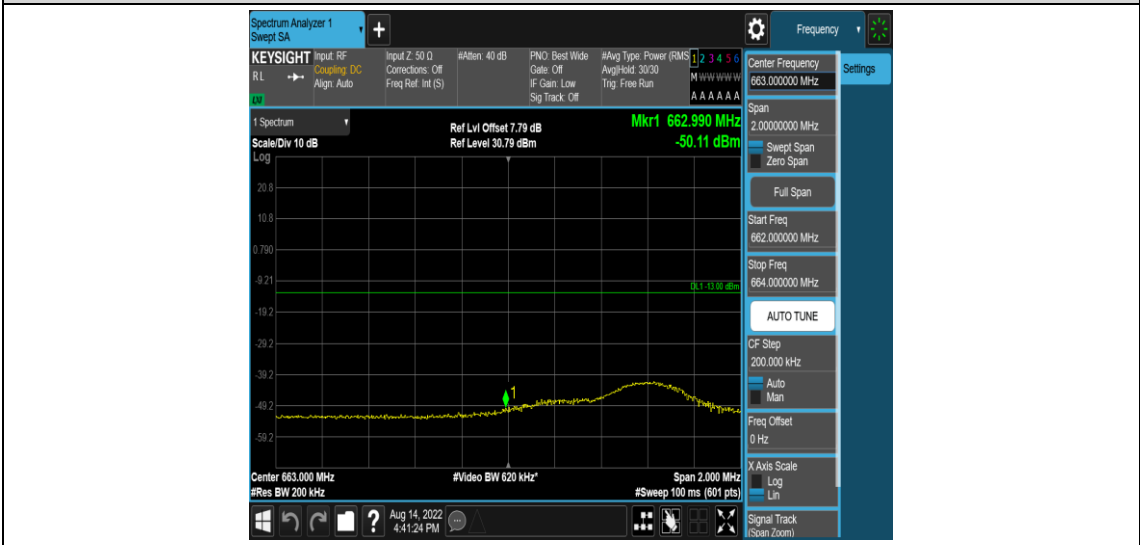 Spectrum Analyzer 1
Swept SA
+
Frequency
KEYSIGHT
RL
LXI
Input: RF
Coupling: DC
Align: Auto
Input Z: 50 Ω
Corrections: Off
Freq Ref: Int (S)
#Atten: 40 dB
PNO: Best Wide
Gate: Off
IF Gain: Low
Sig Track: Off
#Avg Type: Power (RMS
Avg|Hold: 30/30
Trig: Free Run
1 2 3 4 5 6
M W W W W W
A A A A A A
1 Spectrum
Scale/Div 10 dB
Log
Ref Lvl Offset 7.79 dB
Ref Level 30.79 dBm
Mkr1 662.990 MHz
-50.11 dBm
20.8
10.8
0.790
-9.21
DL1 -13.00 dBm
-19.2
-29.2
-39.2
1
-49.2
-59.2
Center 663.000 MHz
#Res BW 200 kHz
#Video BW 620 kHz*
Span 2.000 MHz
#Sweep 100 ms (601 pts)
?
Aug 14, 2022
4:41:24 PM
Center Frequency
663.000000 MHz
Settings
Span
2.00000000 MHz
Swept Span
Zero Span
Full Span
Start Freq
662.000000 MHz
Stop Freq
664.000000 MHz
AUTO TUNE
CF Step
200.000 kHz
Auto
Man
Freq Offset
0 Hz
X Axis Scale
Log
Lin
Signal Track
(Span Zoom)